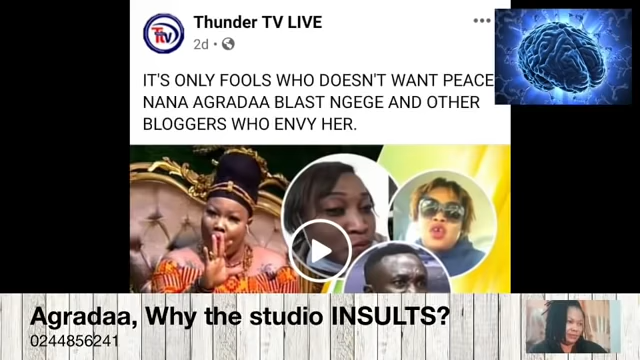 Thunder TV LIVE
2d
IT'S ONLY FOOLS WHO DOESN'T WANT PEACE
NANA AGRADAA BLAST NGEGE AND OTHER
BLOGGERS WHO ENVY HER.
Agradaa, Why the studio INSULTS?
0244856241